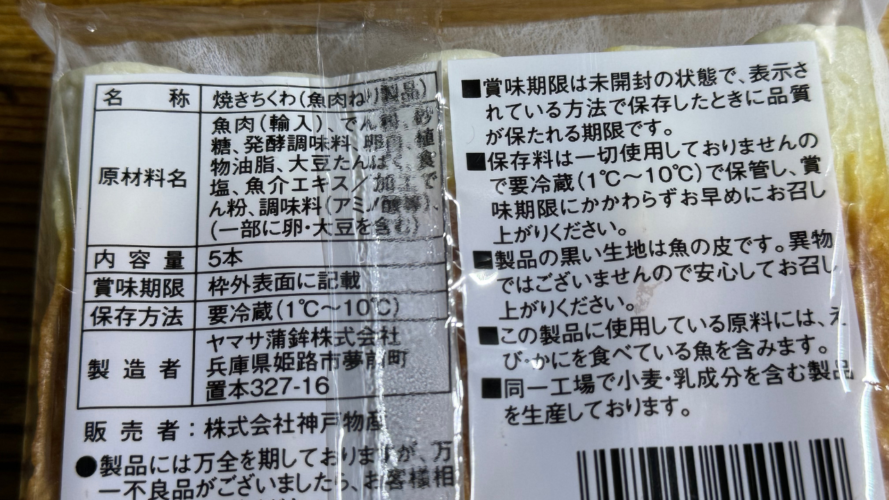 名称 焼きちくわ(魚肉ねり製品)
原材料名
魚肉(輸入)、でん粉、砂
糖、発酵調味料、卵白、植
物油脂、大豆たんぱく、食
塩、魚介エキス/加工で
ん粉、調味料(アミノ酸等)、
(一部に卵・大豆を含む)
内容量 5本
賞味期限 枠外表面に記載
保存方法 要冷蔵(1℃～10℃)
製造者
ヤマサ蒲鉾株式会社
兵庫県姫路市夢前町
置本327-16
販売者:株式会社神戸物産
●製品には万全を期しておりますが、万
一不良品がございましたら、お客様相
■賞味期限は未開封の状態で、表示さ
れている方法で保存したときに品質
が保たれる期限です。
■保存料は一切使用しておりませんの
で要冷蔵(1℃～10℃)で保管し、賞
味期限にかかわらずお早めにお召し
上がりください。
■製品の黒い生地は魚の皮です。異物
ではございませんので安心してお召し
上がりください。
■この製品に使用している原料には、え
び・かにを食べている魚を含みます。
■同一工場で小麦・乳成分を含む製品
を生産しております。